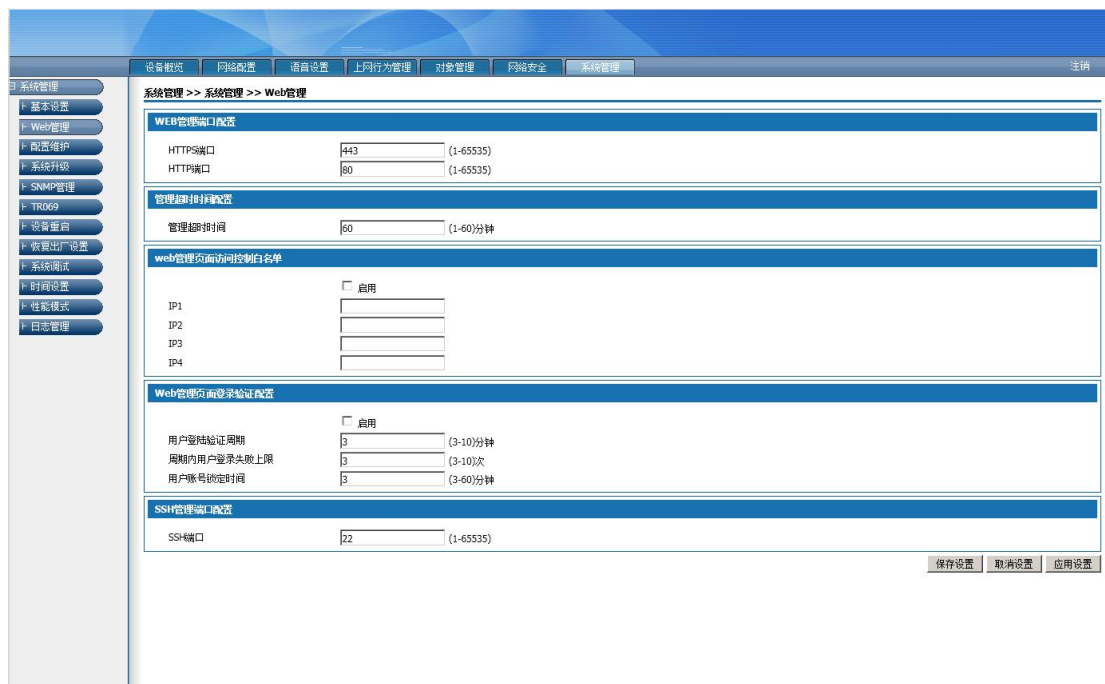 设备概览 网络配置 语音设置 上网行为管理 对象管理 网络安全 系统管理 注销
系统管理
基本设置
Web管理
配置维护
系统升级
SNMP管理
TR069
设备重启
恢复出厂设置
系统调试
时间设置
性能模式
日志管理
系统管理 >> 系统管理 >> Web管理
WEB管理端口配置
HTTPS端口 443 (1-65535)
HTTP端口 80 (1-65535)
管理超时时间配置
管理超时时间 60 (1-60)分钟
web管理页面访问控制白名单
启用
IP1
IP2
IP3
IP4
Web管理页面登录验证配置
启用
用户登陆验证周期 3 (3-10)分钟
周期内用户登录失败上限 3 (3-10)次
用户账号锁定时间 3 (3-60)分钟
SSH管理端口配置
SSH端口 22 (1-65535)
保存设置 取消设置 应用设置